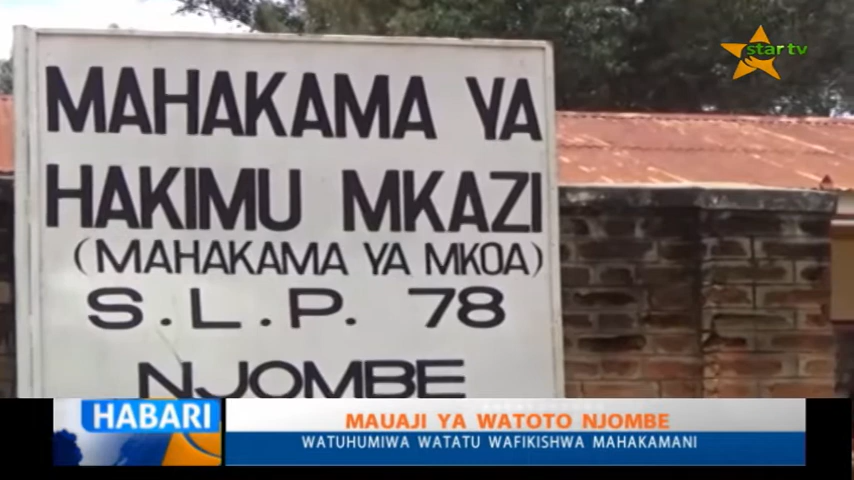 star tv
MAHAKAMA YA
HAKIMU MKAZI
(MAHAKAMA YA MKOA)
S.L.P. 78
NJOMBE
HABARI
MAUAJI YA WATOTO NJOMBE
WATUHUMIWA WATATU WAFIKISHWA MAHAKAMANI